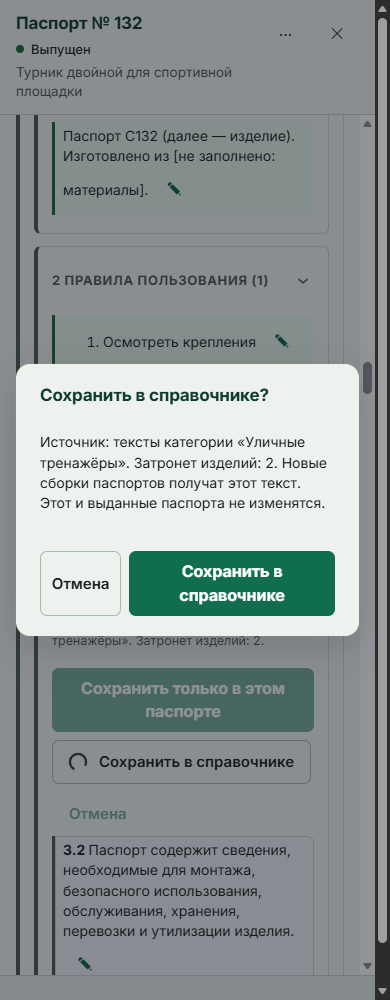 Паспорт № 132
...
Выпущен
Турник двойной для спортивной
площадки
Паспорт С132 (далее — изделие).
Изготовлено из [не заполнено:
материалы].
2 ПРАВИЛА ПОЛЬЗОВАНИЯ (1)
1. Осмотреть крепления
Сохранить в справочнике?
Источник: тексты категории «Уличные
тренажёры». Затронет изделий: 2. Новые
сборки паспортов получат этот текст.
Этот и выданные паспорта не изменятся.
Отмена
Сохранить в
справочнике
тренажёры». Затронет изделий: 2.
Сохранить только в этом
паспорте
Сохранить в справочнике
Отмена
3.2 Паспорт содержит сведения,
необходимые для монтажа,
безопасного использования,
обслуживания, хранения,
перевозки и утилизации изделия.